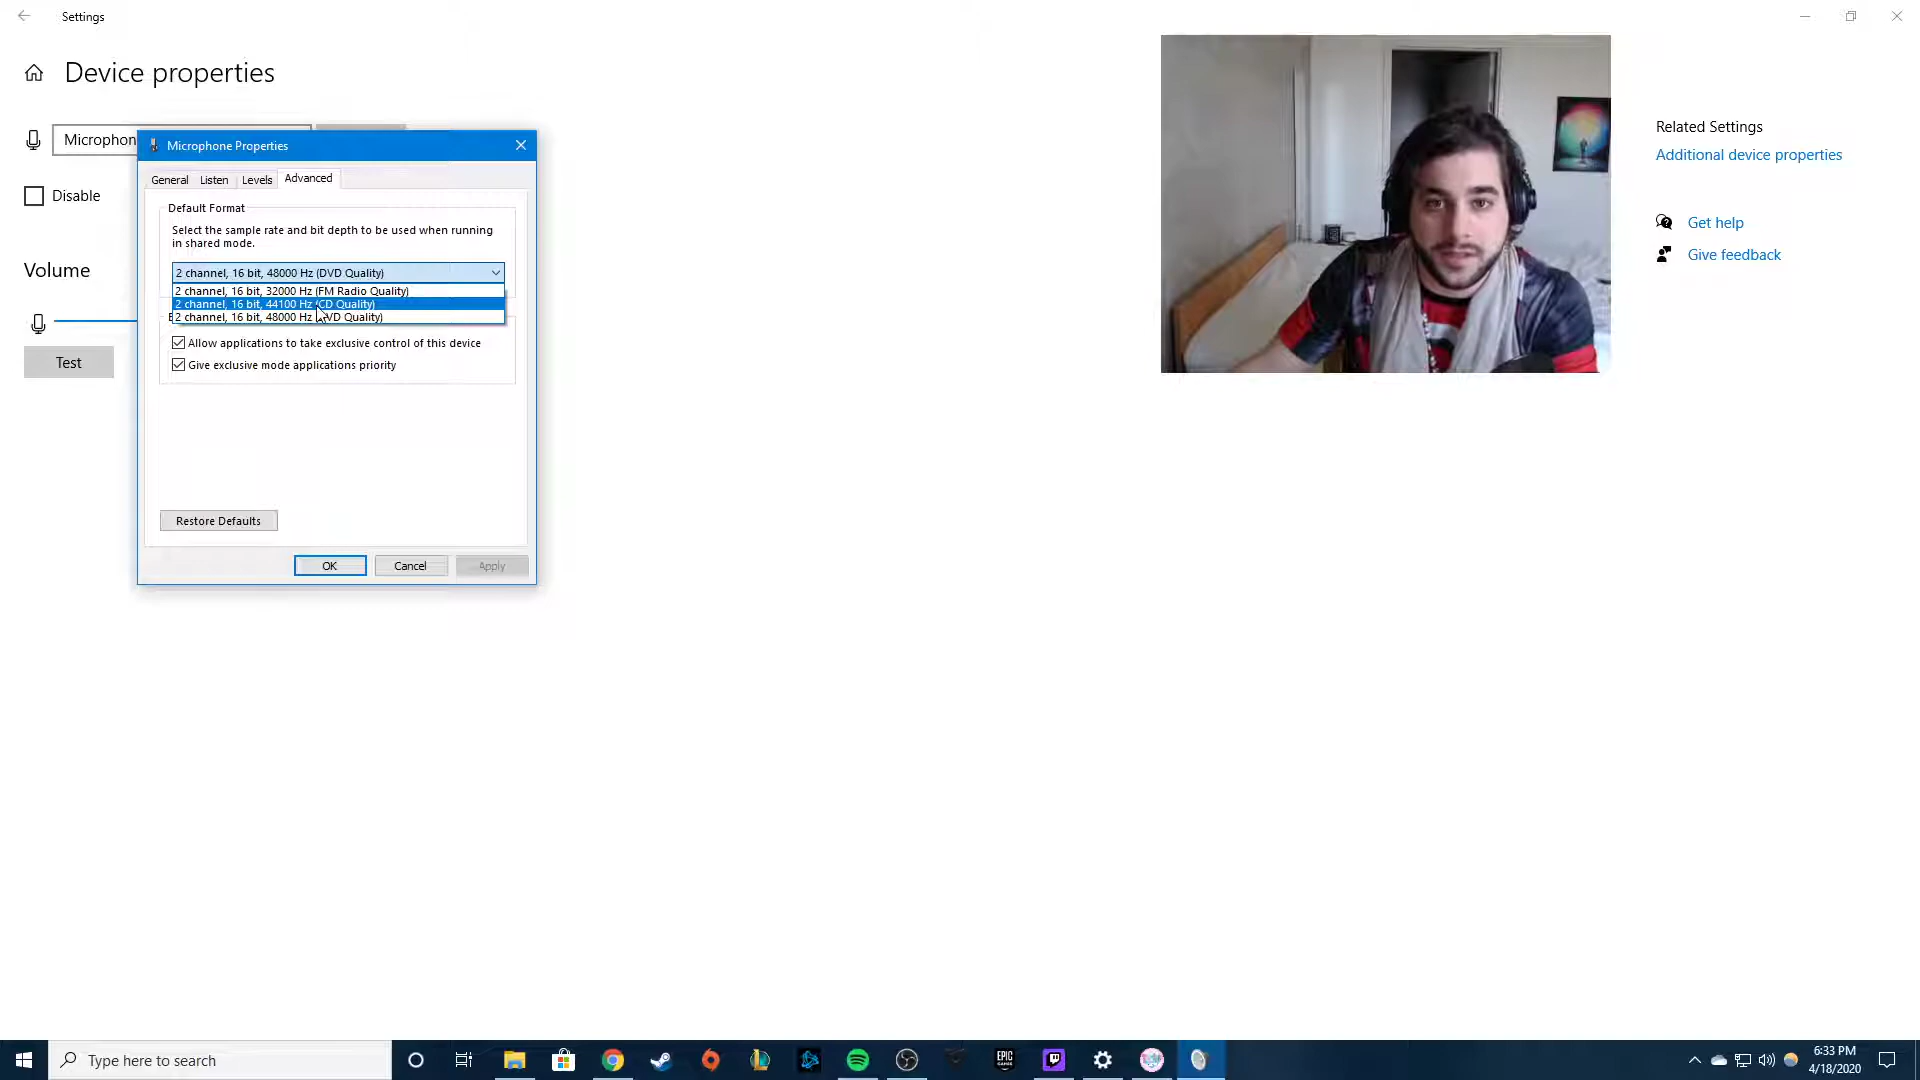 Settings
Device properties
Microphon
Disable
Volume
Test
Microphone Properties
General Listen Levels Advanced
Default Format
Select the sample rate and bit depth to be used when running
in shared mode.
2 channel, 16 bit, 48000 Hz (DVD Quality)
2 channel, 16 bit, 32000 Hz (FM Radio Quality)
2 channel, 16 bit, 44100 Hz (CD Quality)
2 channel, 16 bit, 48000 Hz (DVD Quality)
Allow applications to take exclusive control of this device
Give exclusive mode applications priority
Restore Defaults
OK Cancel Apply
Related Settings
Additional device properties
Get help
Give feedback
Type here to search
EPIC
GAMES
6:33 PM
4/18/2020